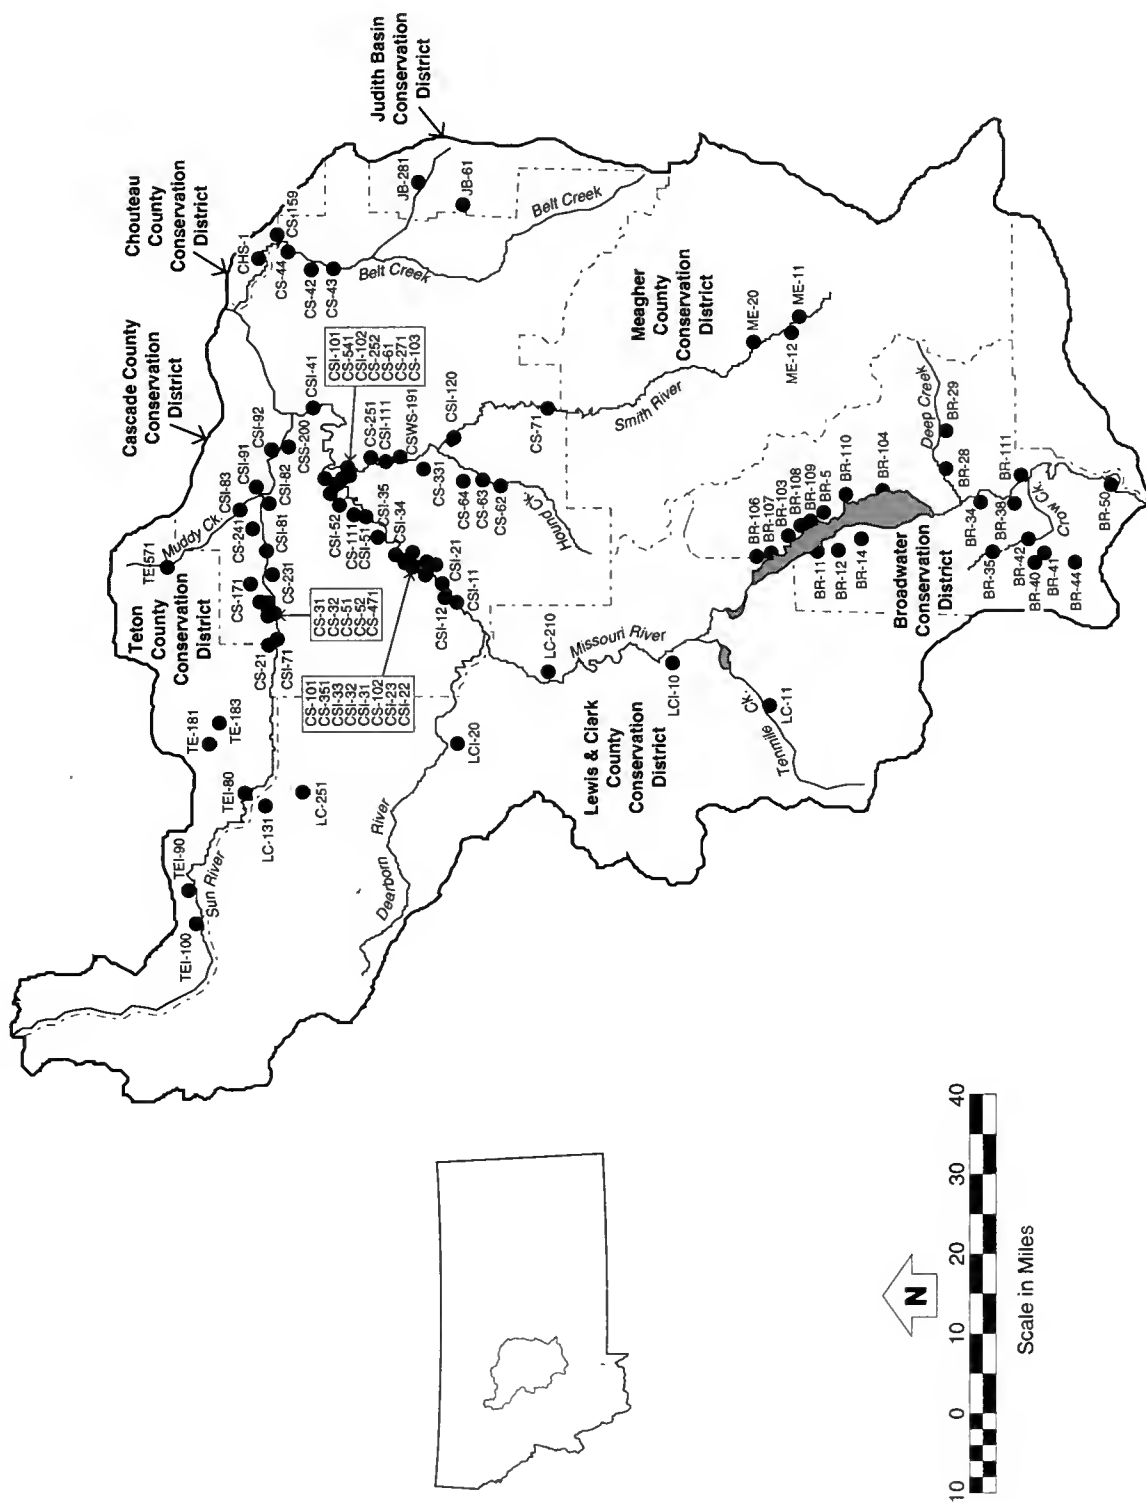 Chouteau
County
Conservation
District
Judith Basin
Conservation
District
Cascade County
Conservation
District
Teton
County
Conservation
District
Meagher
County
Conservation
District
Lewis & Clark
County
Conservation
District
Broadwater
Conservation
District
CHS-1
CS-159
CS-44
CS-42
CS-43
JB-281
JB-61
Belt Creek
Belt Creek
CSI-101
CS-541
CSI-102
CS-252
CS-61
CS-271
CS-103
CSI-41
CSI-92
CSS-200
CSI-91
CSI-82
CSI-83
CS-241
CSI-81
Muddy Ck.
TE-571
CS-171
CS-231
CS-31
CS-32
CS-51
CS-52
CS-471
CS-21
CSI-71
TE-181
TE-183
TEI-80
LC-131
LC-251
TEI-90
TEI-100
Sun River
CS-251
CSI-111
CSWS-191
CSI-120
CS-331
CS-64
CS-63
CS-62
Hound Ck.
CS-71
Smith River
CSI-52
CS-111
CSI-51
CSI-35
CSI-34
CSI-21
CSI-11
CSI-12
CS-101
CS-351
CSI-33
CSI-32
CSI-31
CS-102
CSI-23
CSI-22
LCI-20
Dearborn River
LC-210
Missouri River
LCI-10
LC-11
Tenmile Ck.
ME-20
ME-12
ME-11
BR-106
BR-107
BR-103
BR-108
BR-109
BR-5
BR-110
BR-104
BR-11
BR-12
BR-14
Deep Creek
BR-29
BR-28
BR-111
BR-34
BR-38
BR-35
BR-42
BR-40
BR-41
BR-44
Crow Ck.
BR-50
N
10 0 10 20 30 40
Scale in Miles